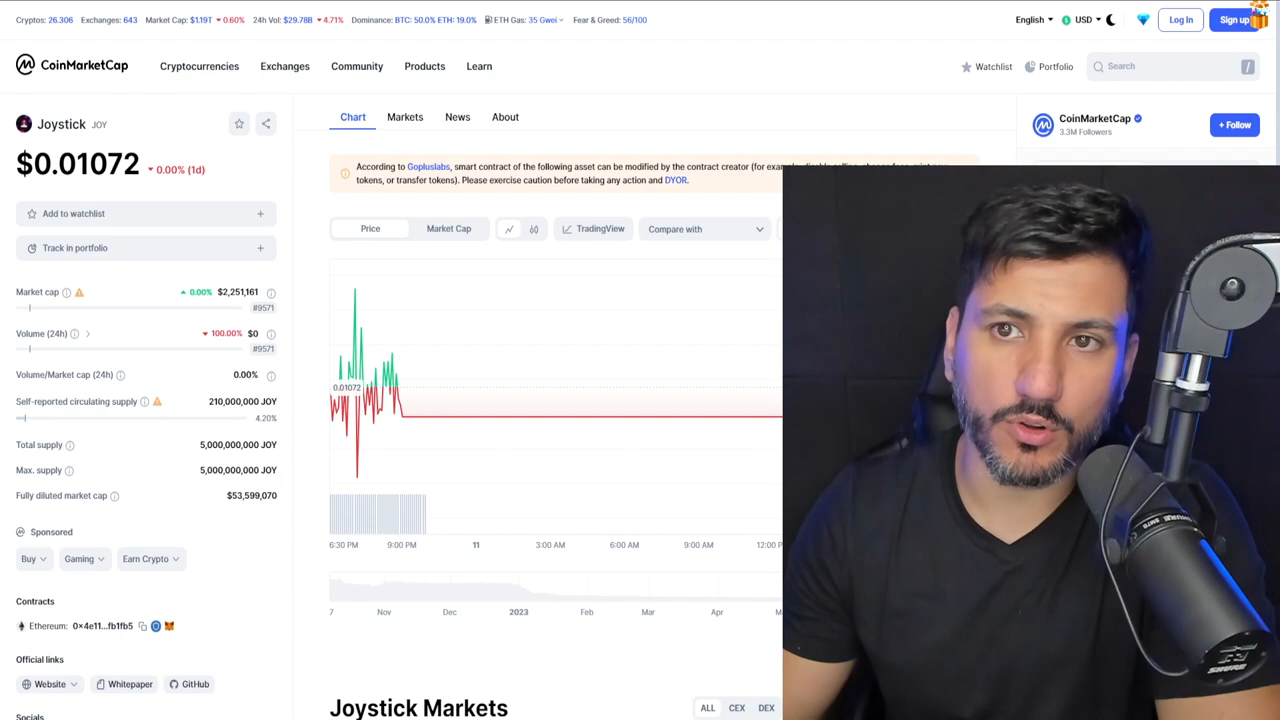 Cryptos: 26.306 Exchanges: 643 Market Cap: $1.19T 0.60% 24h Vol: $29.78B 4.71% Dominance: BTC: 50.0% ETH: 19.0% ETH Gas: 35 Gwei Fear & Greed: 56/100
English USD Log In Sign up
CoinMarketCap Cryptocurrencies Exchanges Community Products Learn
Watchlist Portfolio Search /
Joystick JOY
$0.01072 0.00% (1d)
Add to watchlist +
Track in portfolio +
Market cap 0.00% $2,251,161
#9571
Volume (24h) 100.00% $0
#9571
Volume/Market cap (24h) 0.00%
Self-reported circulating supply 210,000,000 JOY
4.20%
Total supply 5,000,000,000 JOY
Max. supply 5,000,000,000 JOY
Fully diluted market cap $53,599,070
Sponsored
Buy Gaming Earn Crypto
Contracts
Ethereum: 0x4e11...fb1fb5
Official links
Website Whitepaper GitHub
Socials
Chart Markets News About
According to Gopluslabs, smart contract of the following asset can be modified by the contract creator (for
tokens, or transfer tokens). Please exercise caution before taking any action and DYOR.
Price Market Cap TradingView Compare with
0.01072
6:30 PM 9:00 PM 11 3:00 AM 6:00 AM 9:00 AM 12:00 P
7 Nov Dec 2023 Feb Mar Apr
Joystick Markets ALL CEX DEX
CoinMarketCap
3.3M Followers
+ Follow
SHURE SM7B
SHURE